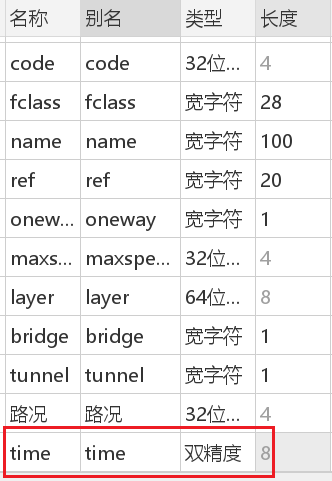 名称 别名 类型 长度
code code 32位... 4
fclass fclass 宽字符 28
name name 宽字符 100
ref ref 宽字符 20
onew... oneway 宽字符 1
maxs... maxspe... 32位... 4
layer layer 64位... 8
bridge bridge 宽字符 1
tunnel tunnel 宽字符 1
路况 路况 32位... 4
time time 双精度 8